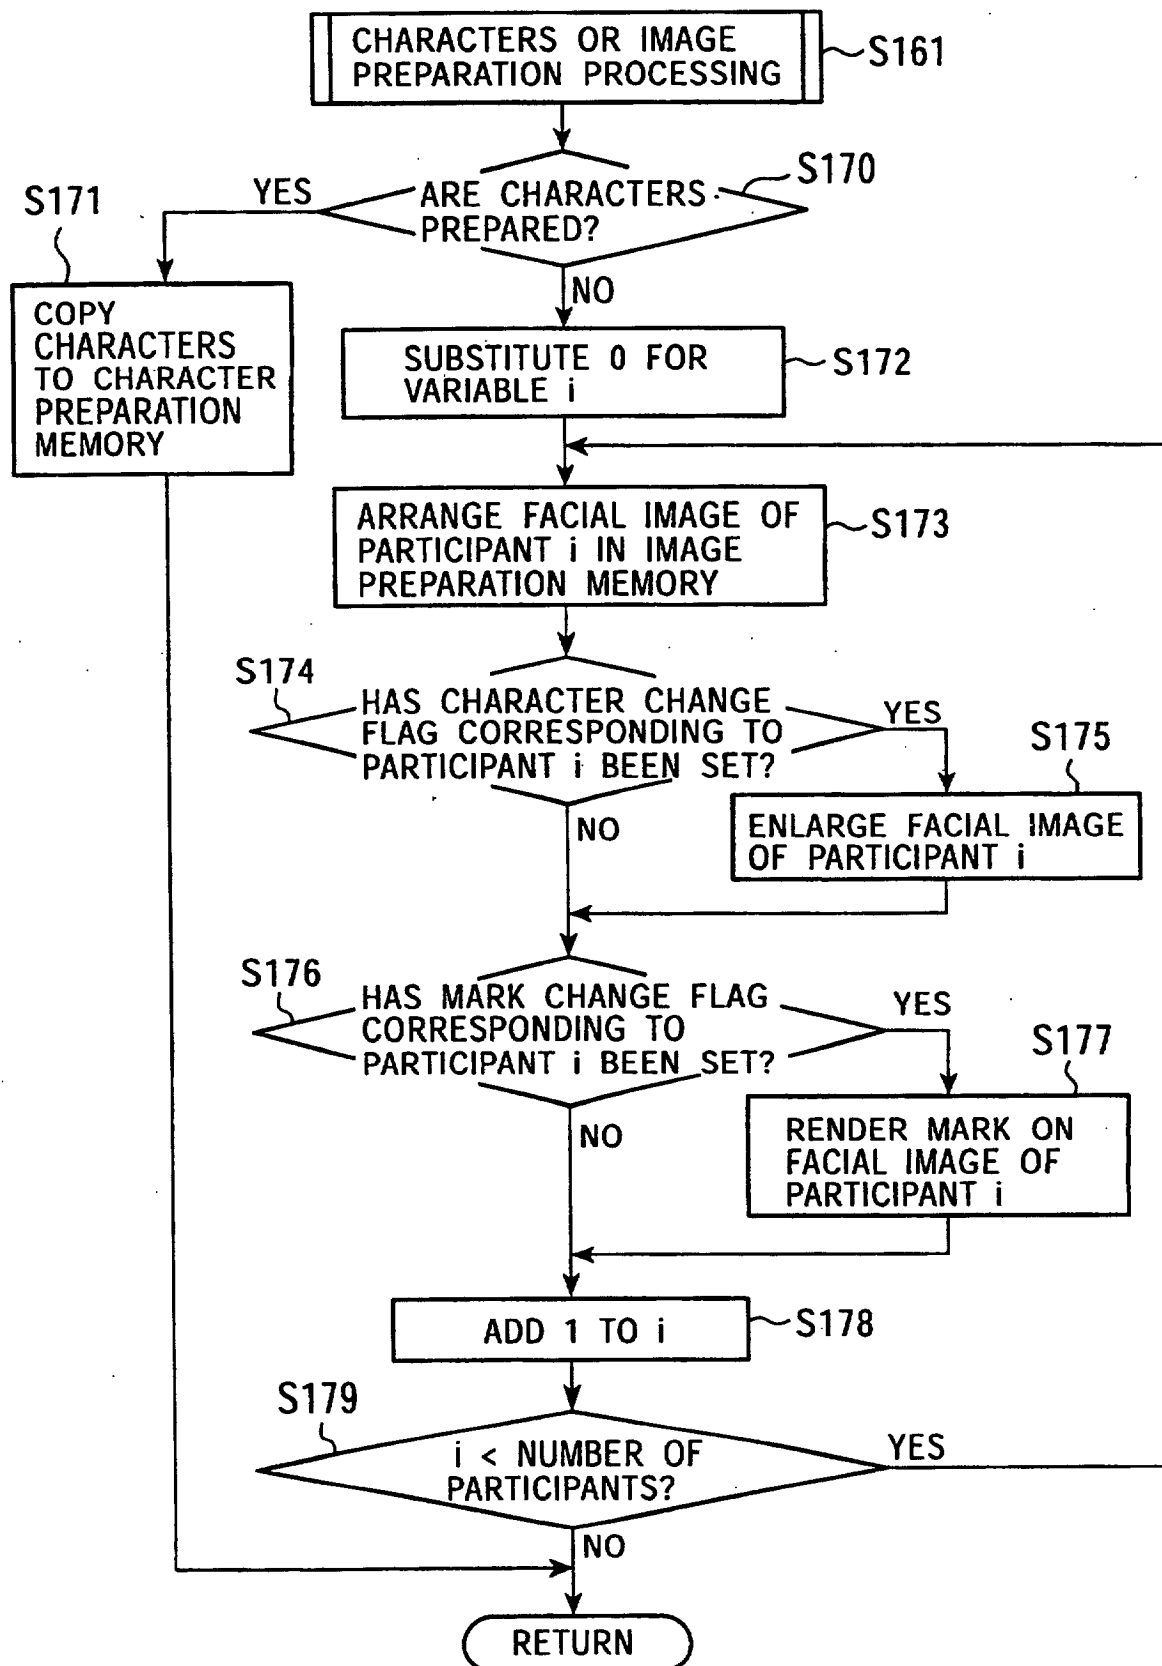 CHARACTERS OR IMAGE
PREPARATION PROCESSING
S161
S170
ARE CHARACTERS
PREPARED?
YES
S171
NO
COPY
CHARACTERS
TO CHARACTER
PREPARATION
MEMORY
SUBSTITUTE 0 FOR
VARIABLE i
S172
ARRANGE FACIAL IMAGE OF
PARTICIPANT i IN IMAGE
PREPARATION MEMORY
S173
S174
HAS CHARACTER CHANGE
FLAG CORRESPONDING TO
PARTICIPANT i BEEN SET?
YES
S175
NO
ENLARGE FACIAL IMAGE
OF PARTICIPANT i
S176
HAS MARK CHANGE FLAG
CORRESPONDING TO
PARTICIPANT i BEEN SET?
YES
S177
NO
RENDER MARK ON
FACIAL IMAGE OF
PARTICIPANT i
ADD 1 TO i
S178
S179
i < NUMBER OF
PARTICIPANTS?
YES
NO
RETURN